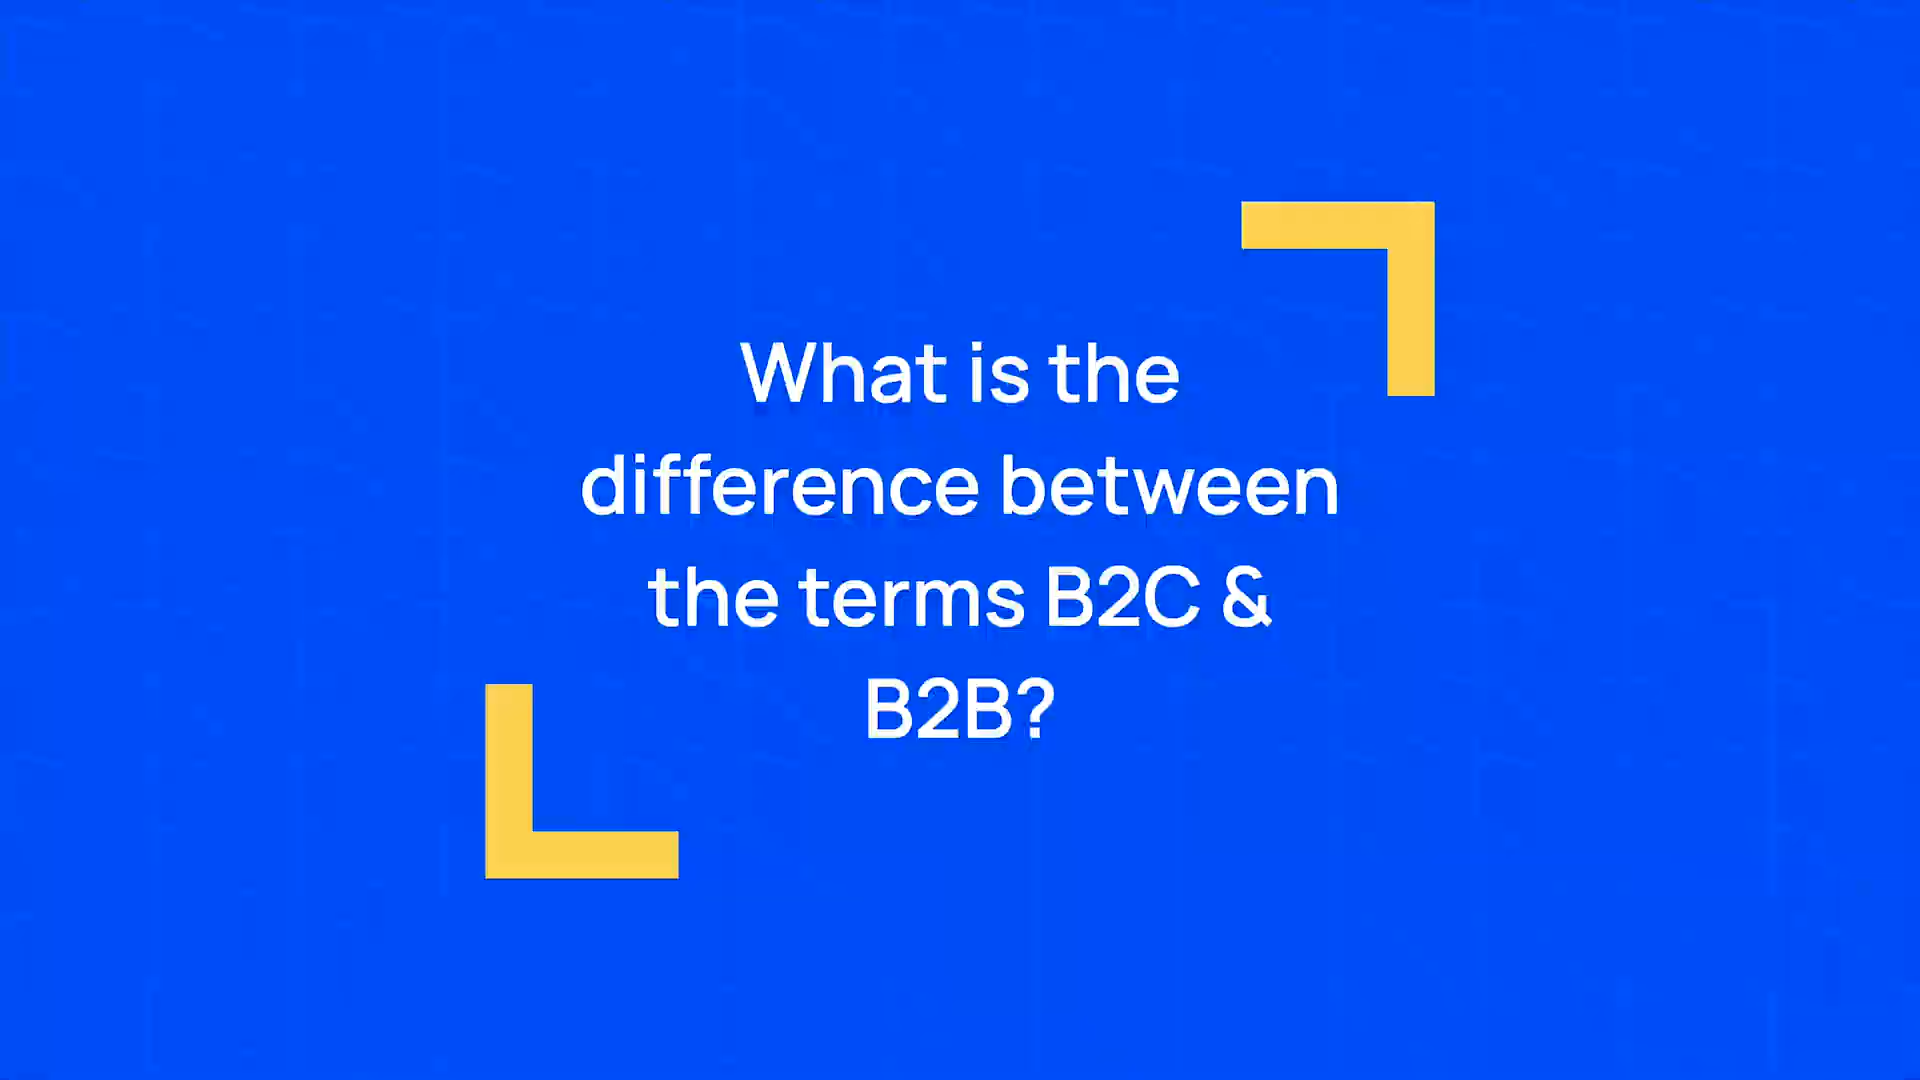 What is the
difference between
the terms B2C &
B2B?